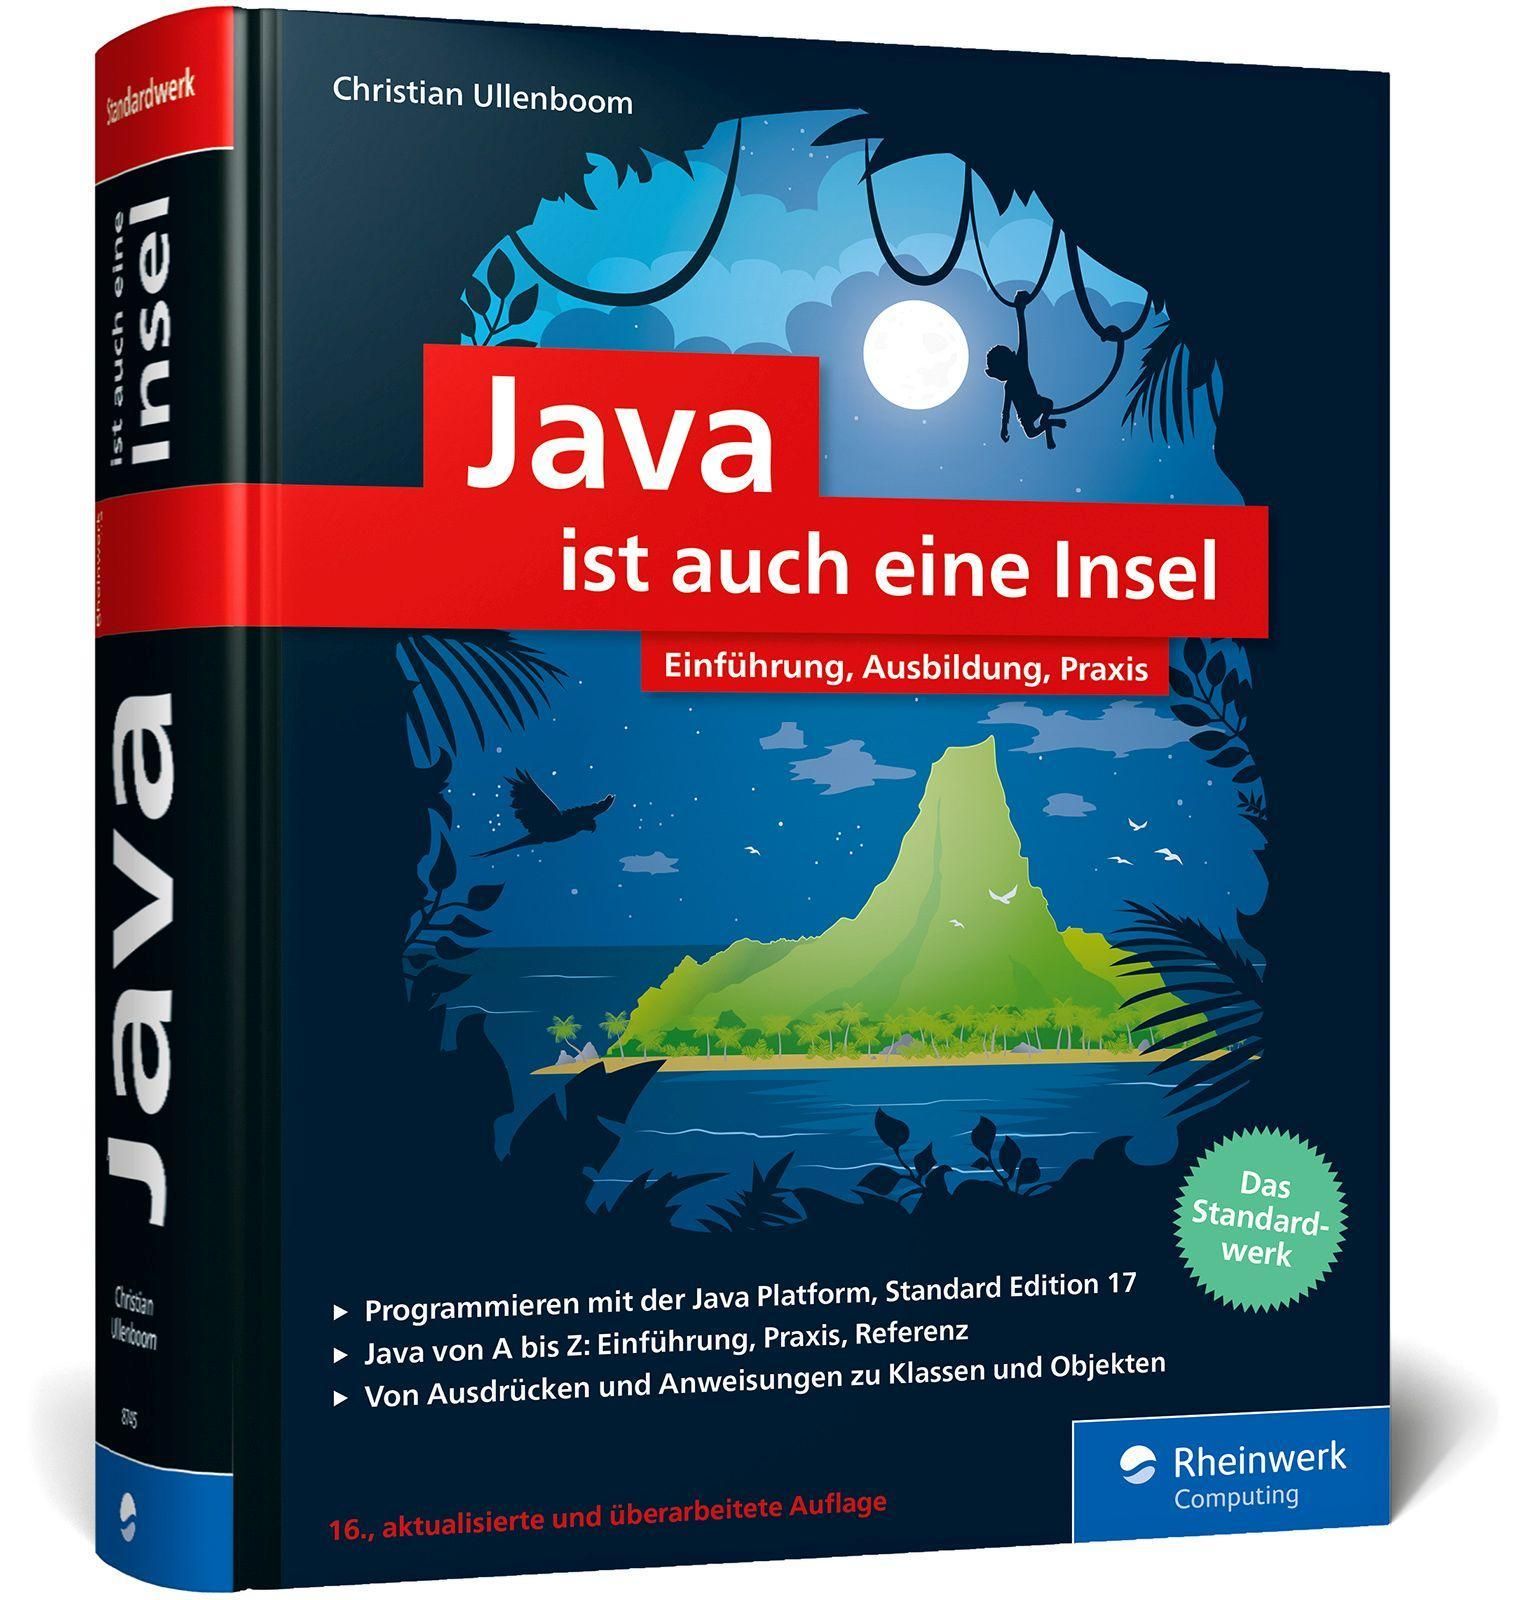 Standardwerk
ist auch eine
Insel
Rheinwerk
Java
Christian
Ullenboom
8745
Christian Ullenboom
Java
ist auch eine Insel
Einführung, Ausbildung, Praxis
Das
Standard-
werk
▶ Programmieren mit der Java Platform, Standard Edition 17
▶ Java von A bis Z: Einführung, Praxis, Referenz
▶ Von Ausdrücken und Anweisungen zu Klassen und Objekten
16., aktualisierte und überarbeitete Auflage
Rheinwerk
Computing